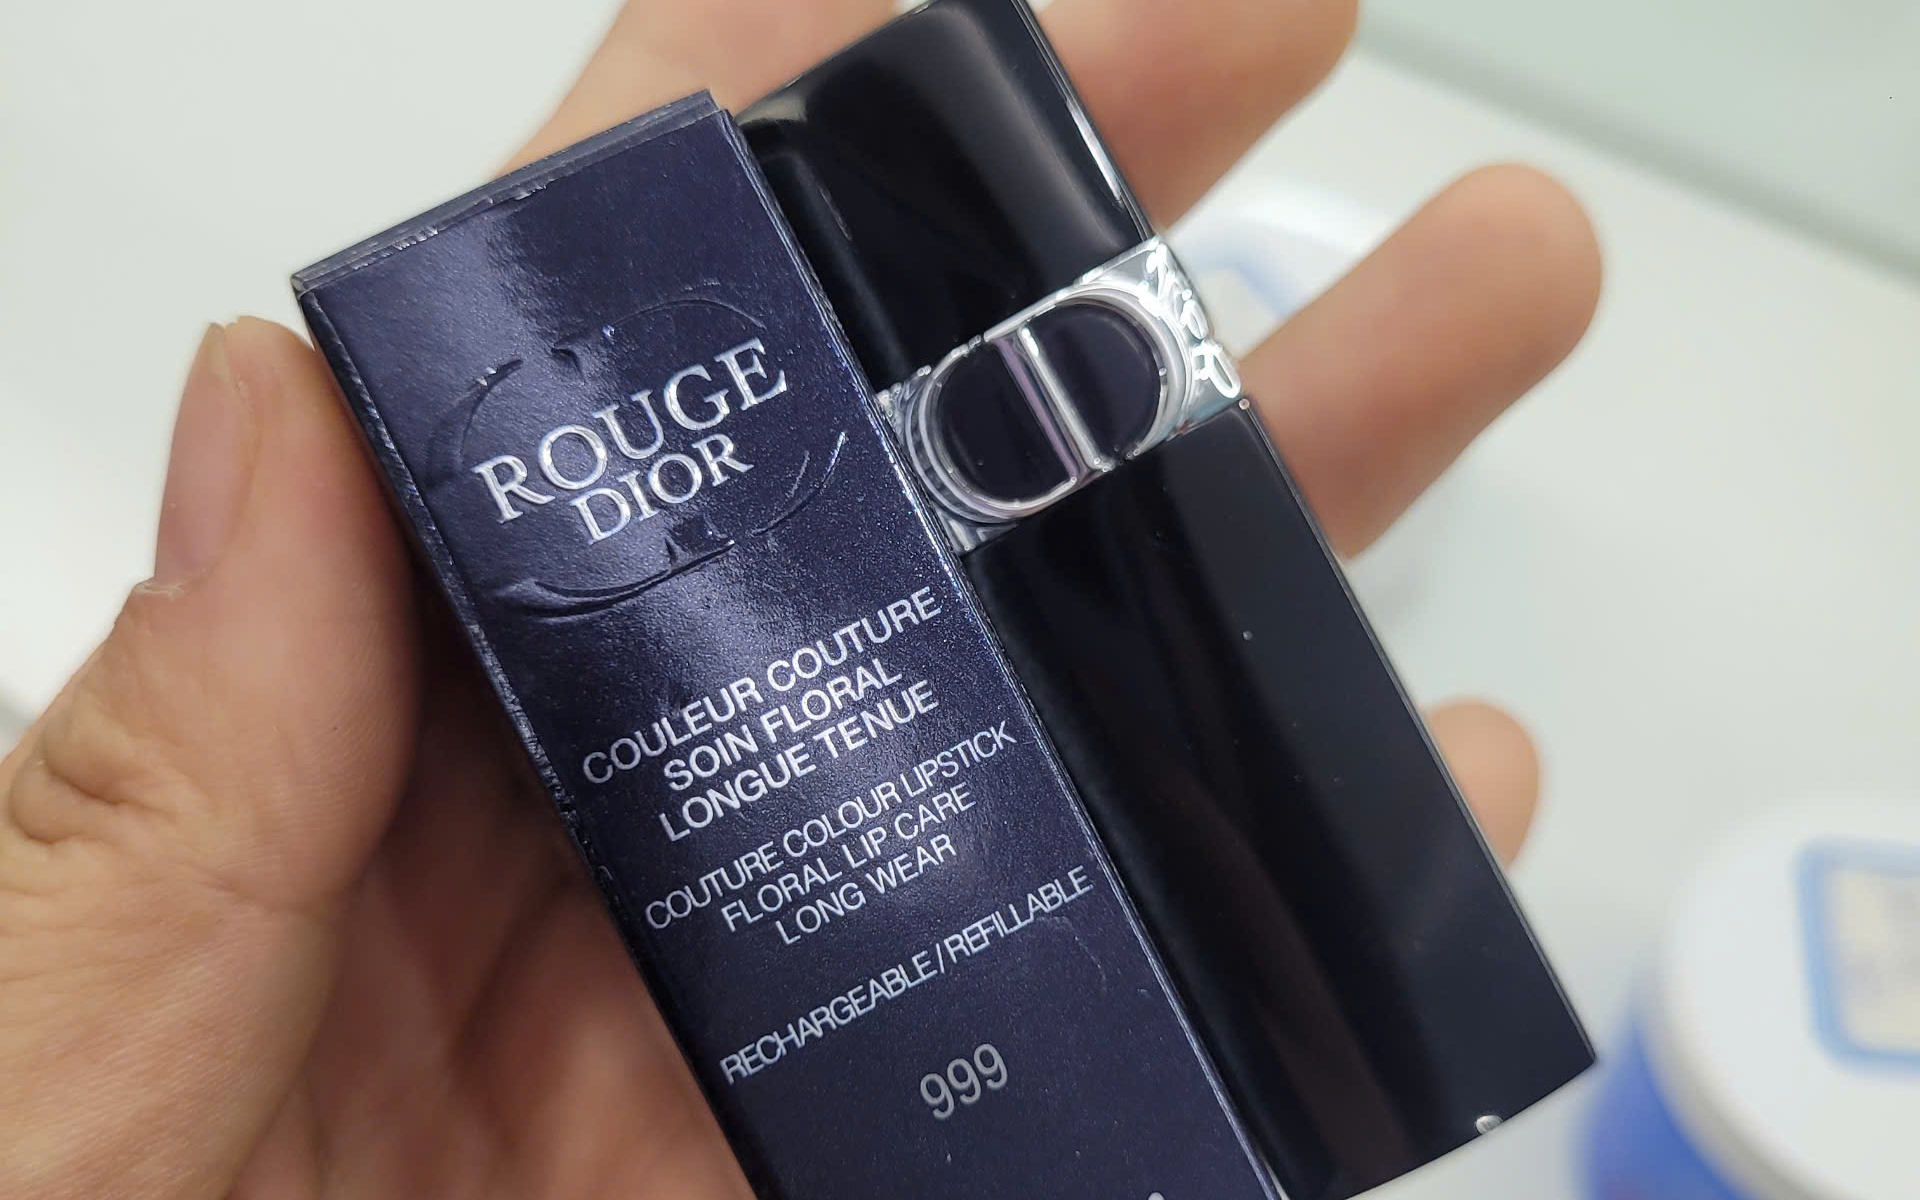 ROUGE
DIOR
COULEUR COUTURE
SOIN FLORAL
LONGUE TENUE
COUTURE COLOUR LIPSTICK
FLORAL LIP CARE
LONG WEAR
RECHARGEABLE / REFILLABLE
999